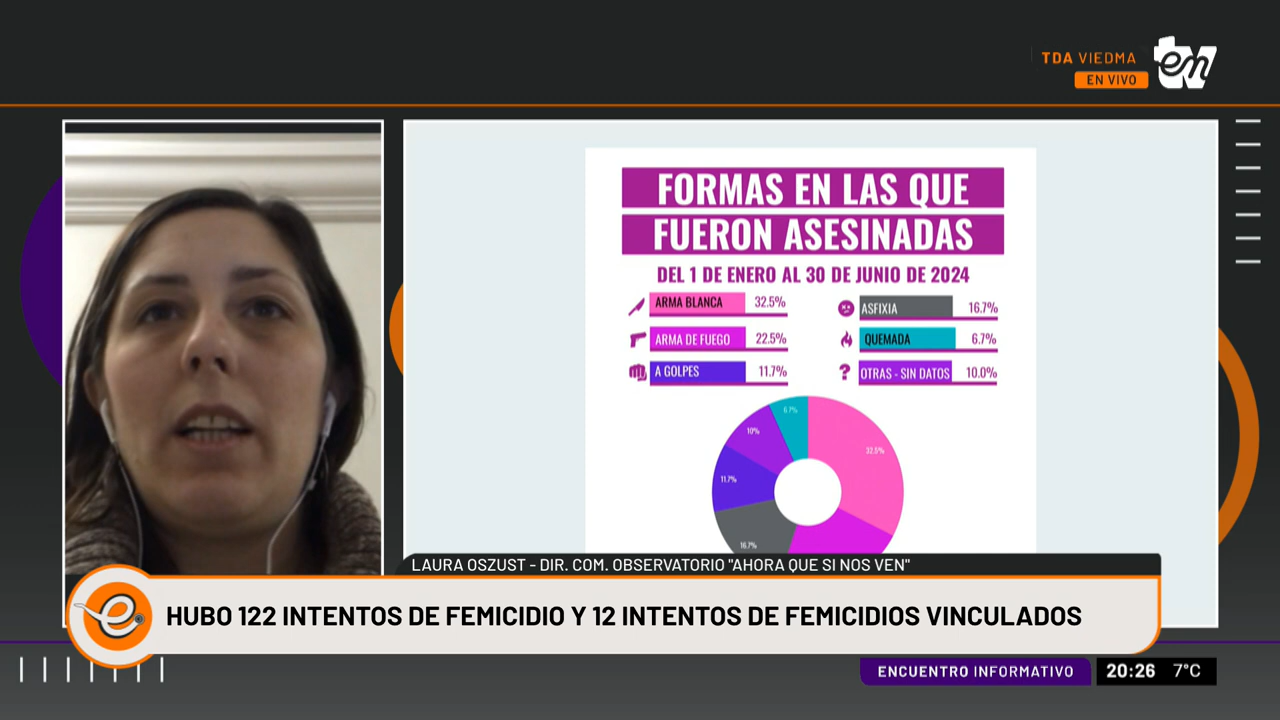 TDA VIEDMA
EN VIVO
em
FORMAS EN LAS QUE
FUERON ASESINADAS
DEL 1 DE ENERO AL 30 DE JUNIO DE 2024
ARMA BLANCA 32.5%
ASFIXIA 16.7%
ARMA DE FUEGO 22.5%
QUEMADA 6.7%
A GOLPES 11.7%
? OTRAS - SIN DATOS 10.0%
6.7%
10%
32.5%
11.7%
16.7%
LAURA OSZUST - DIR. COM. OBSERVATORIO "AHORA QUE SI NOS VEN"
e HUBO 122 INTENTOS DE FEMICIDIO Y 12 INTENTOS DE FEMICIDIOS VINCULADOS
ENCUENTRO INFORMATIVO 20:26 7°C